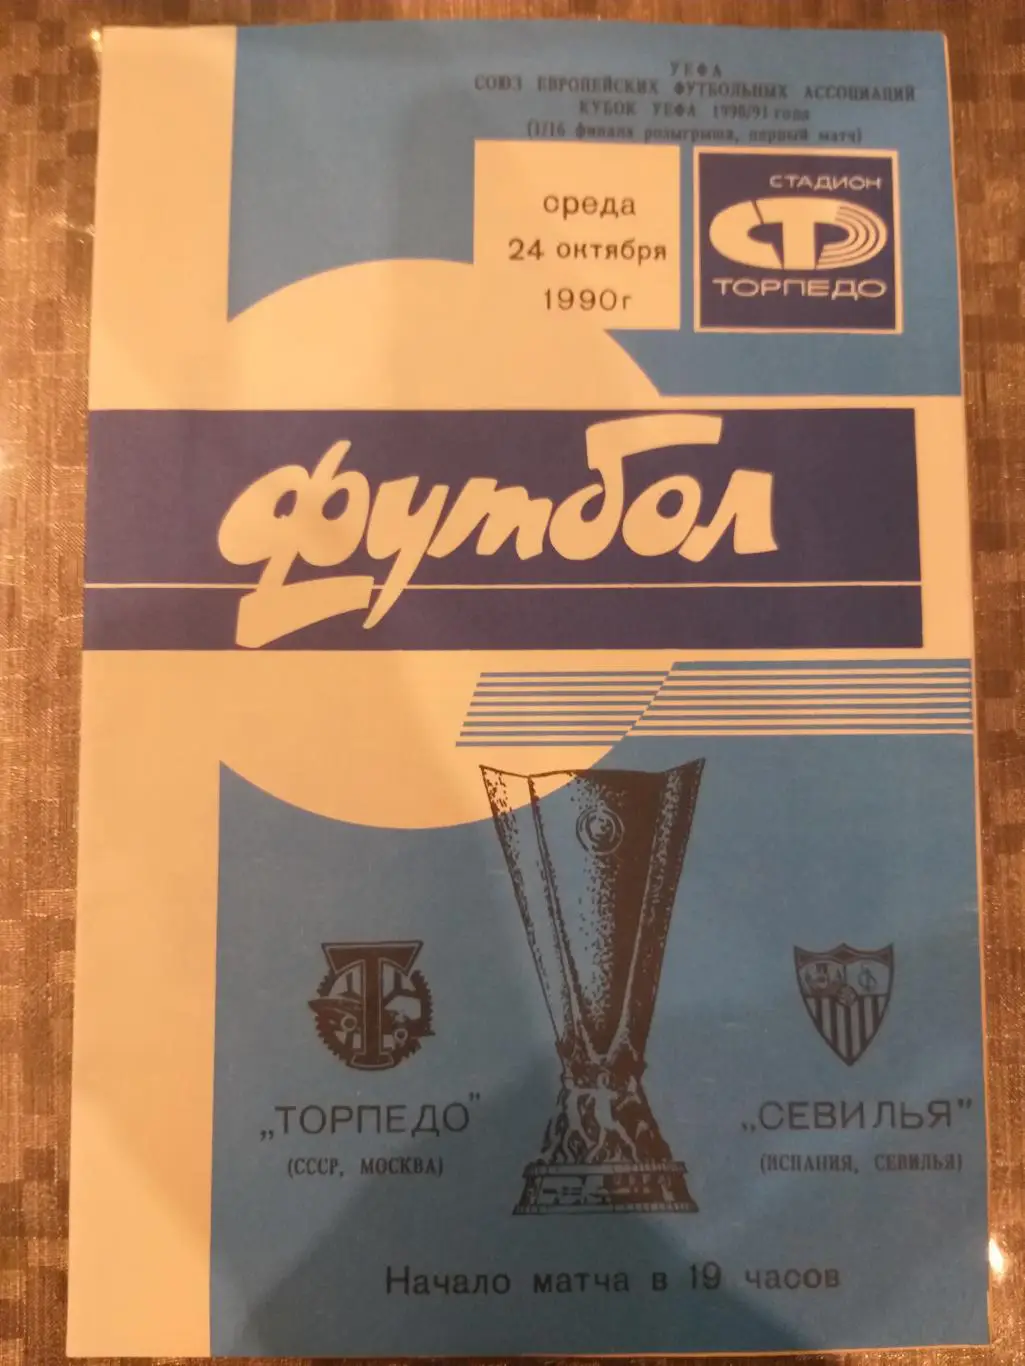 УЕФА
СОЮЗ ЕВРОПЕЙСКИХ ФУТБОЛЬНЫХ АССОЦИАЦИЙ
КУБОК УЕФА 1990/91 года
(1/16 финала розыгрыша, первый матч)
среда
24 октября
1990г
СТАДИОН
ТОРПЕДО
футбол
„ТОРПЕДО"
(СССР, МОСКВА)
„СЕВИЛЬЯ"
(ИСПАНИЯ, СЕВИЛЬЯ)
Начало матча в 19 часов